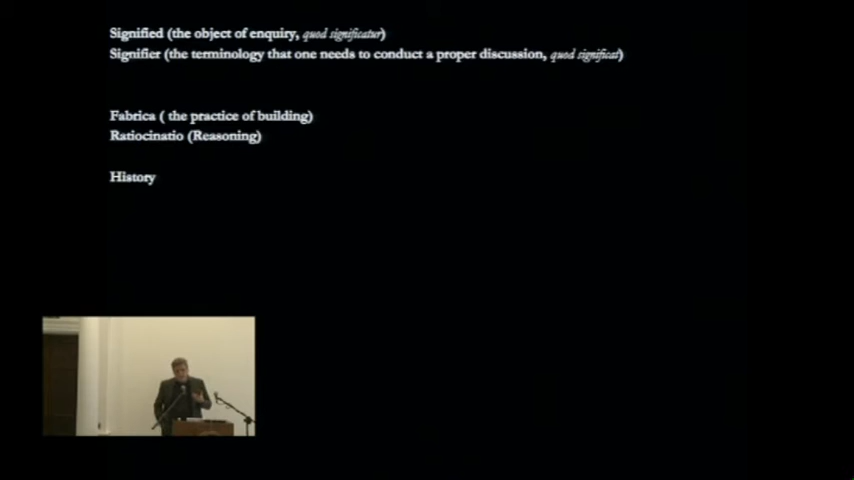 Signified (the object of enquiry, quod significatur)
Signifier (the terminology that one needs to conduct a proper discussion, quod significat)
Fabrica ( the practice of building)
Ratiocinatio (Reasoning)
History